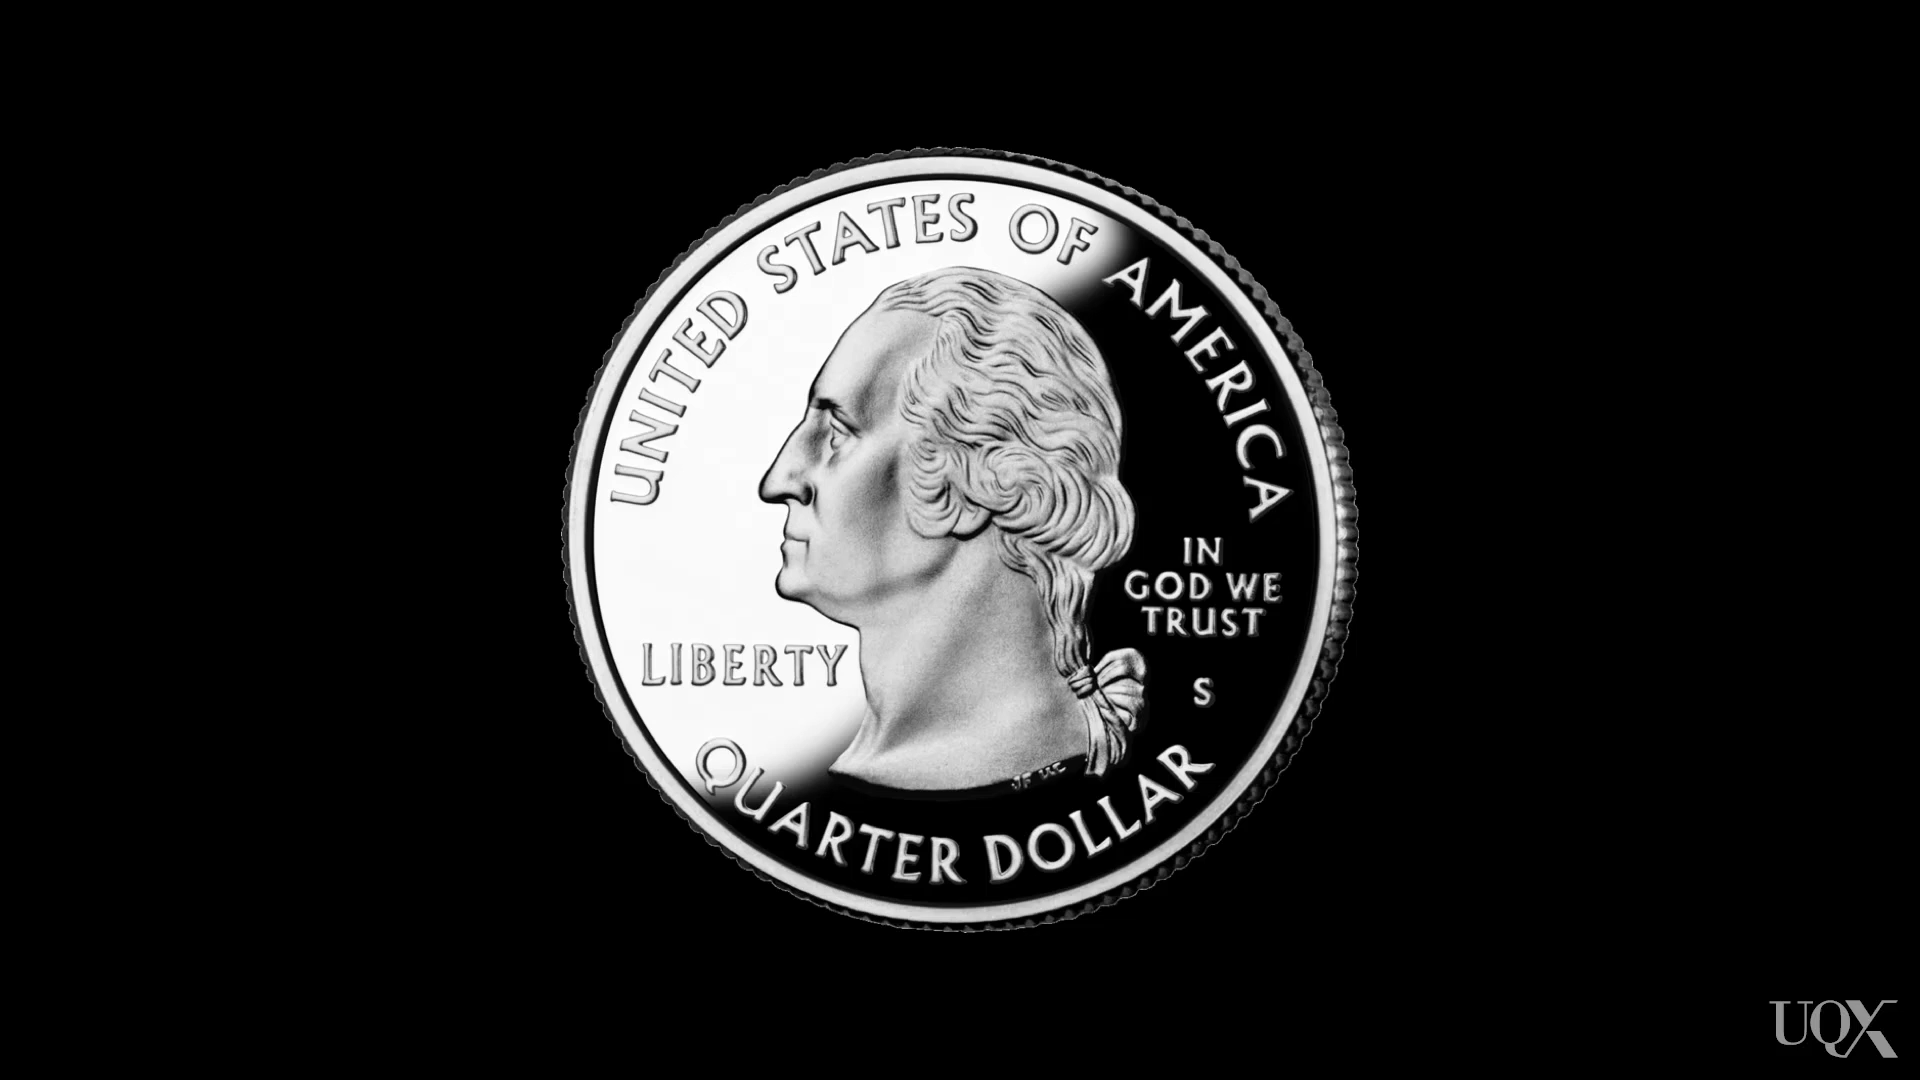 UNITED STATES OF AMERICA
LIBERTY
IN
GOD WE
TRUST
S
QUARTER DOLLAR
UQX